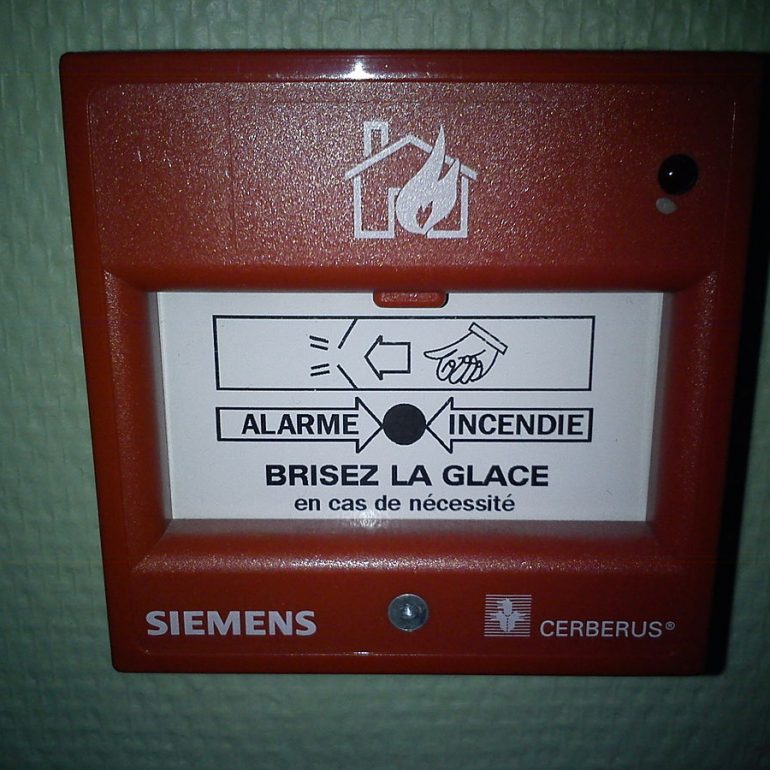 ALARME INCENDIE
BRISEZ LA GLACE
en cas de nécessité
SIEMENS CERBERUS®